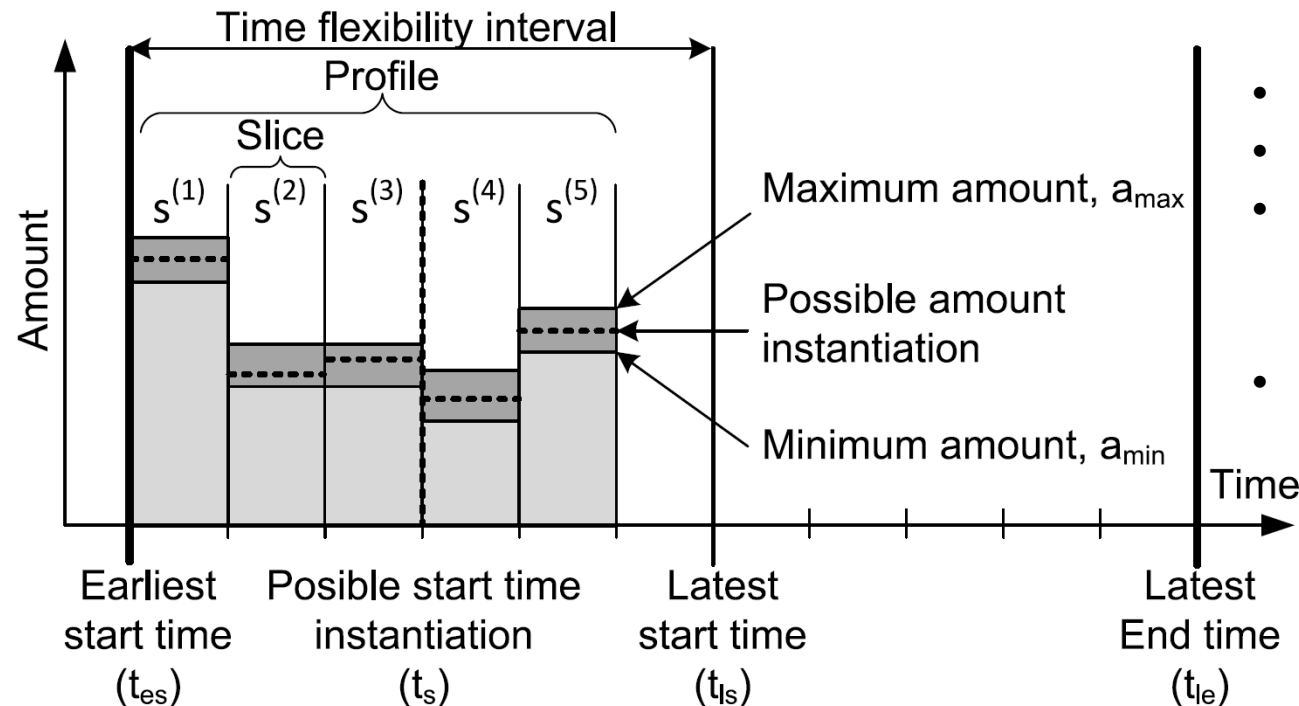 Time flexibility interval
Profile
Slice
s(1) s(2) s(3) s(4) s(5)
Amount
Maximum amount, amax
Possible amount
instantiation
Minimum amount, amin
Time
Earliest
start time
(tes)
Posible start time
instantiation
(ts)
Latest
start time
(tls)
Latest
End time
(tle)